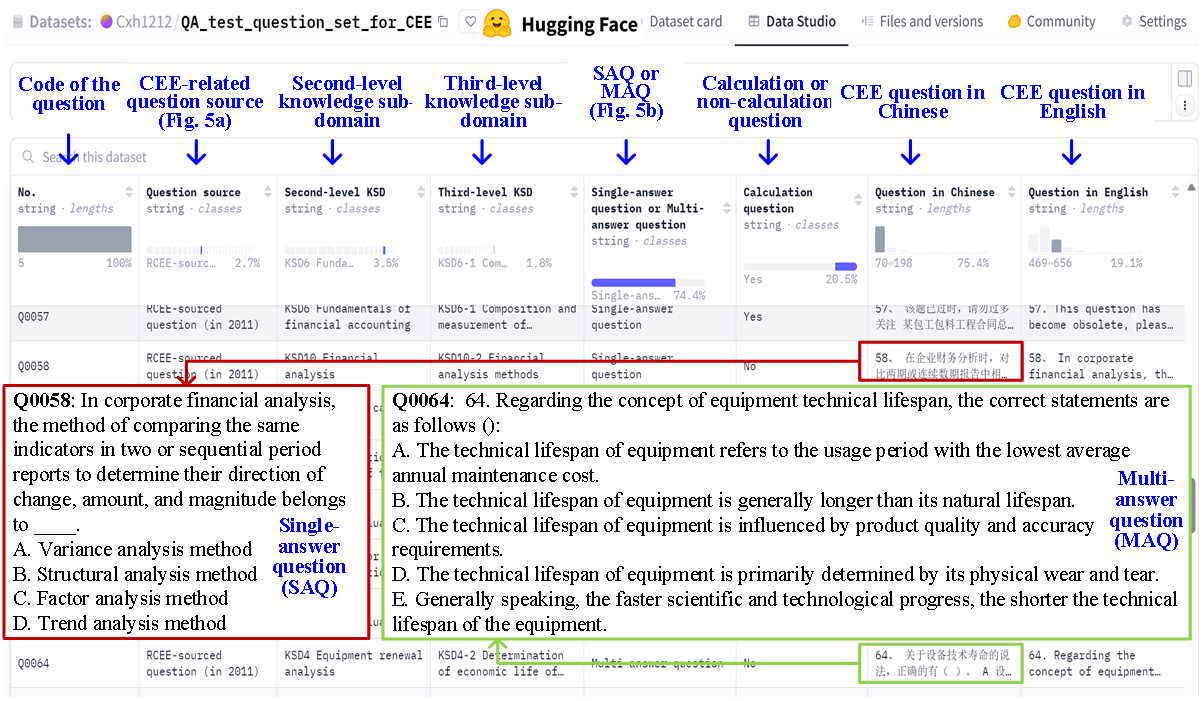 Datasets: Cxh1212/QA_test_question_set_for_CEE Hugging Face Dataset card Data Studio Files and versions Community Settings
Code of the question
CEE-related question source (Fig. 5a)
Second-level knowledge sub-domain
Third-level knowledge sub-domain
SAQ or MAQ (Fig. 5b)
Calculation or non-calculation question
CEE question in Chinese
CEE question in English
Search this dataset
No.
string · lengths
5 100%
Question source
string · classes
RCEE-sourc… 2.7%
Second-level KSD
string · classes
KSD6 Funda… 3.5%
Third-level KSD
string · classes
KSD6-1 Com… 1.8%
Single-answer
question or Multi-
answer question
string · classes
Single-ans… 74.4%
Calculation
question
string · classes
Yes 20.5%
Question in Chinese
string · lengths
70↔198 75.4%
Question in English
string · lengths
469↔656 19.1%
Q0057
RCEE-sourced
question (in 2011)
KSD6 Fundamentals of
financial accounting
KSD6-1 Composition and
measurement of…
Single-answer
question
Yes
57、 该题已过时，请勿过多
关注 某包工包料工程合同总…
57. This question has
become obsolete, pleas…
Q0058
RCEE-sourced
question (in 2011)
KSD10 Financial
analysis
KSD10-2 Financial
analysis methods
Single-answer
question
No
58、 在企业财务分析时，对
比两期或连续数期报告中相…
58、 In corporate
financial analysis, th…
Q0058: In corporate financial analysis,
the method of comparing the same
indicators in two or sequential period
reports to determine their direction of
change, amount, and magnitude belongs
to ____.
A. Variance analysis method
B. Structural analysis method
C. Factor analysis method
D. Trend analysis method
Single-
answer
question
(SAQ)
Q0064: 64. Regarding the concept of equipment technical lifespan, the correct statements are
as follows ():
A. The technical lifespan of equipment refers to the usage period with the lowest average
annual maintenance cost.
B. The technical lifespan of equipment is generally longer than its natural lifespan.
C. The technical lifespan of equipment is influenced by product quality and accuracy
requirements.
D. The technical lifespan of equipment is primarily determined by its physical wear and tear.
E. Generally speaking, the faster scientific and technological progress, the shorter the technical
lifespan of the equipment.
Multi-
answer
question
(MAQ)
Q0064
RCEE-sourced
question (in 2011)
KSD4 Equipment renewal
analysis
KSD4-2 Determination
of economic life of…
Multi-answer question
No
64、 关于设备技术寿命的说
法，正确的有（ ）。 A 设…
64. Regarding the
concept of equipment…